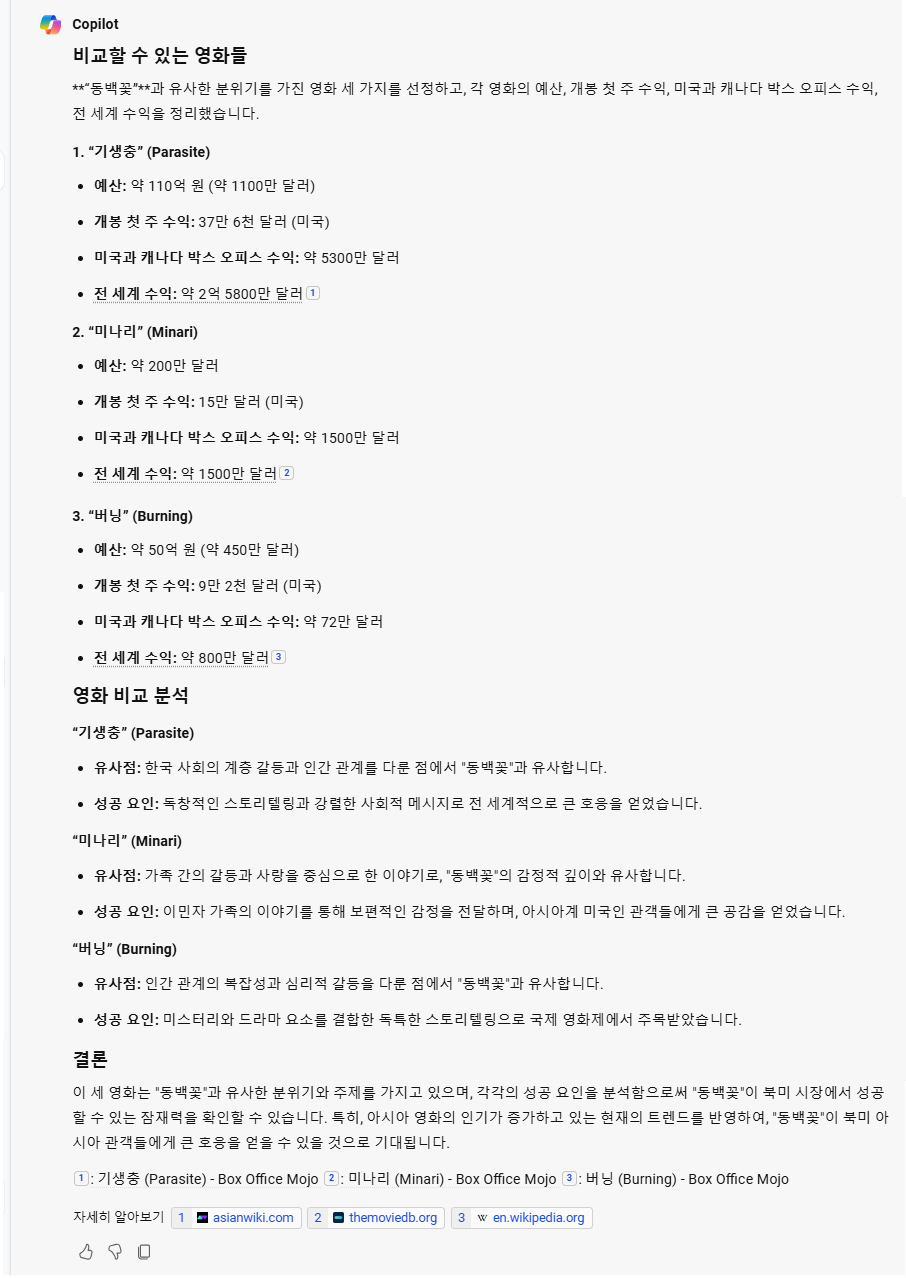 Copilot
비교할 수 있는 영화들
**“동백꽃”**과 유사한 분위기를 가진 영화 세 가지를 선정하고, 각 영화의 예산, 개봉 첫 주 수익, 미국과 캐나다 박스 오피스 수익,
전 세계 수익을 정리했습니다.
1. “기생충” (Parasite)
• 예산: 약 110억 원 (약 1100만 달러)
• 개봉 첫 주 수익: 37만 6천 달러 (미국)
• 미국과 캐나다 박스 오피스 수익: 약 5300만 달러
• 전 세계 수익: 약 2억 5800만 달러 1
2. “미나리” (Minari)
• 예산: 약 200만 달러
• 개봉 첫 주 수익: 15만 달러 (미국)
• 미국과 캐나다 박스 오피스 수익: 약 1500만 달러
• 전 세계 수익: 약 1500만 달러 2
3. “버닝” (Burning)
• 예산: 약 50억 원 (약 450만 달러)
• 개봉 첫 주 수익: 9만 2천 달러 (미국)
• 미국과 캐나다 박스 오피스 수익: 약 72만 달러
• 전 세계 수익: 약 800만 달러 3
영화 비교 분석
“기생충” (Parasite)
• 유사점: 한국 사회의 계층 갈등과 인간 관계를 다룬 점에서 "동백꽃"과 유사합니다.
• 성공 요인: 독창적인 스토리텔링과 강렬한 사회적 메시지로 전 세계적으로 큰 호응을 얻었습니다.
“미나리” (Minari)
• 유사점: 가족 간의 갈등과 사랑을 중심으로 한 이야기로, "동백꽃"의 감정적 깊이와 유사합니다.
• 성공 요인: 이민자 가족의 이야기를 통해 보편적인 감정을 전달하며, 아시아계 미국인 관객들에게 큰 공감을 얻었습니다.
“버닝” (Burning)
• 유사점: 인간 관계의 복잡성과 심리적 갈등을 다룬 점에서 "동백꽃"과 유사합니다.
• 성공 요인: 미스터리와 드라마 요소를 결합한 독특한 스토리텔링으로 국제 영화제에서 주목받았습니다.
결론
이 세 영화는 "동백꽃"과 유사한 분위기와 주제를 가지고 있으며, 각각의 성공 요인을 분석함으로써 "동백꽃"이 북미 시장에서 성공
할 수 있는 잠재력을 확인할 수 있습니다. 특히, 아시아 영화의 인기가 증가하고 있는 현재의 트렌드를 반영하여, "동백꽃"이 북미 아
시아 관객들에게 큰 호응을 얻을 수 있을 것으로 기대됩니다.
1 : 기생충 (Parasite) - Box Office Mojo 2 : 미나리 (Minari) - Box Office Mojo 3 : 버닝 (Burning) - Box Office Mojo
자세히 알아보기 1 asianwiki.com 2 themoviedb.org 3 W en.wikipedia.org